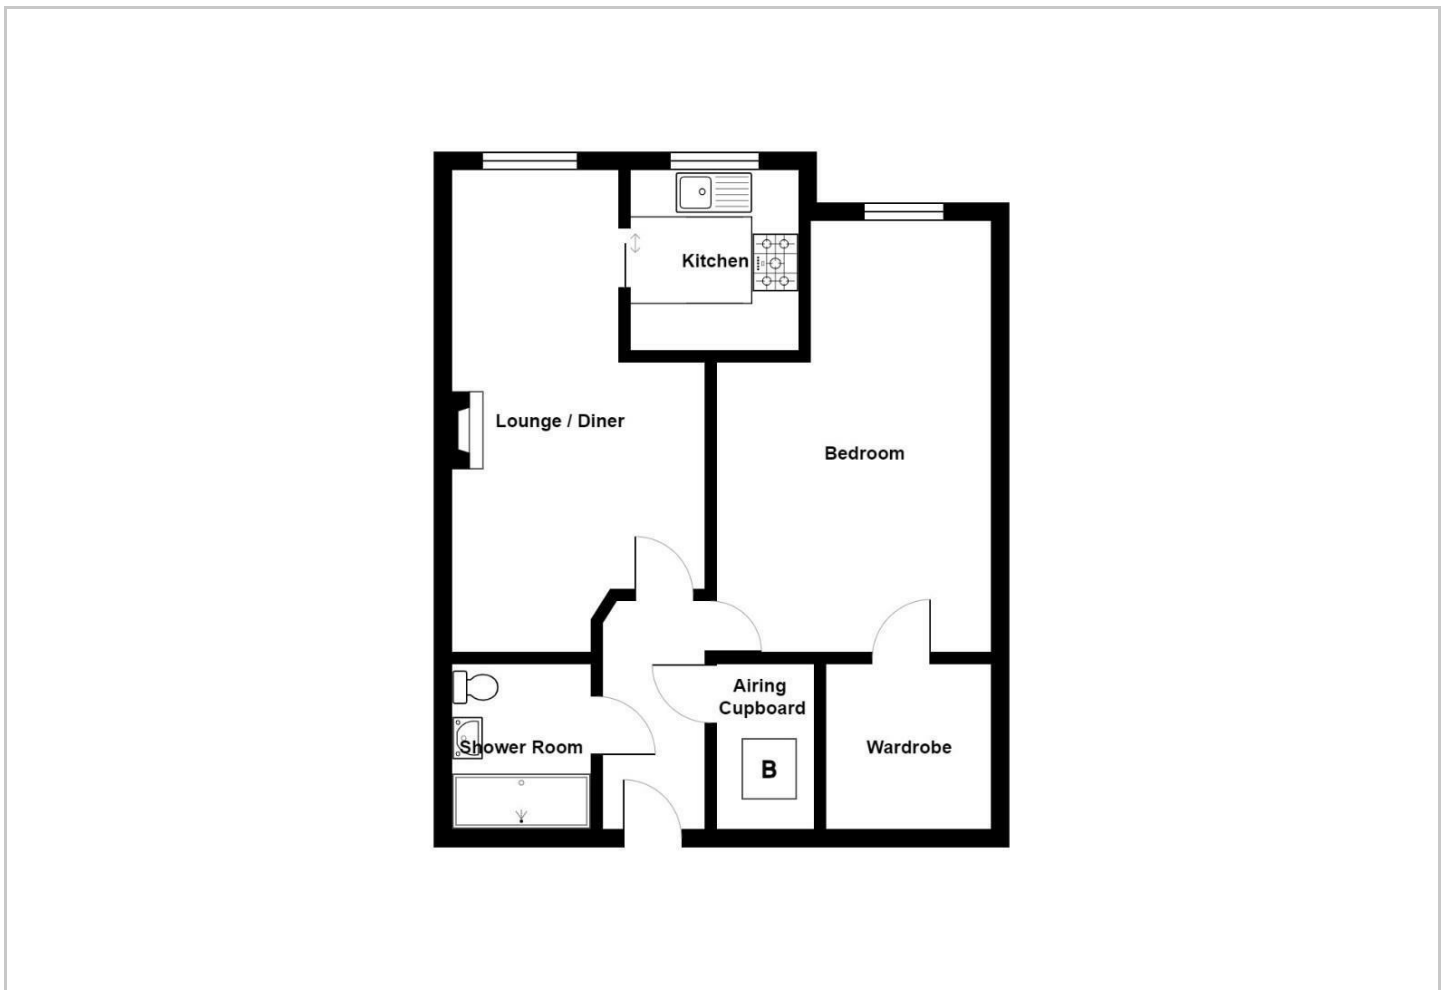 Kitchen
Lounge / Diner
Bedroom
Airing
Cupboard
Shower Room
B
Wardrobe